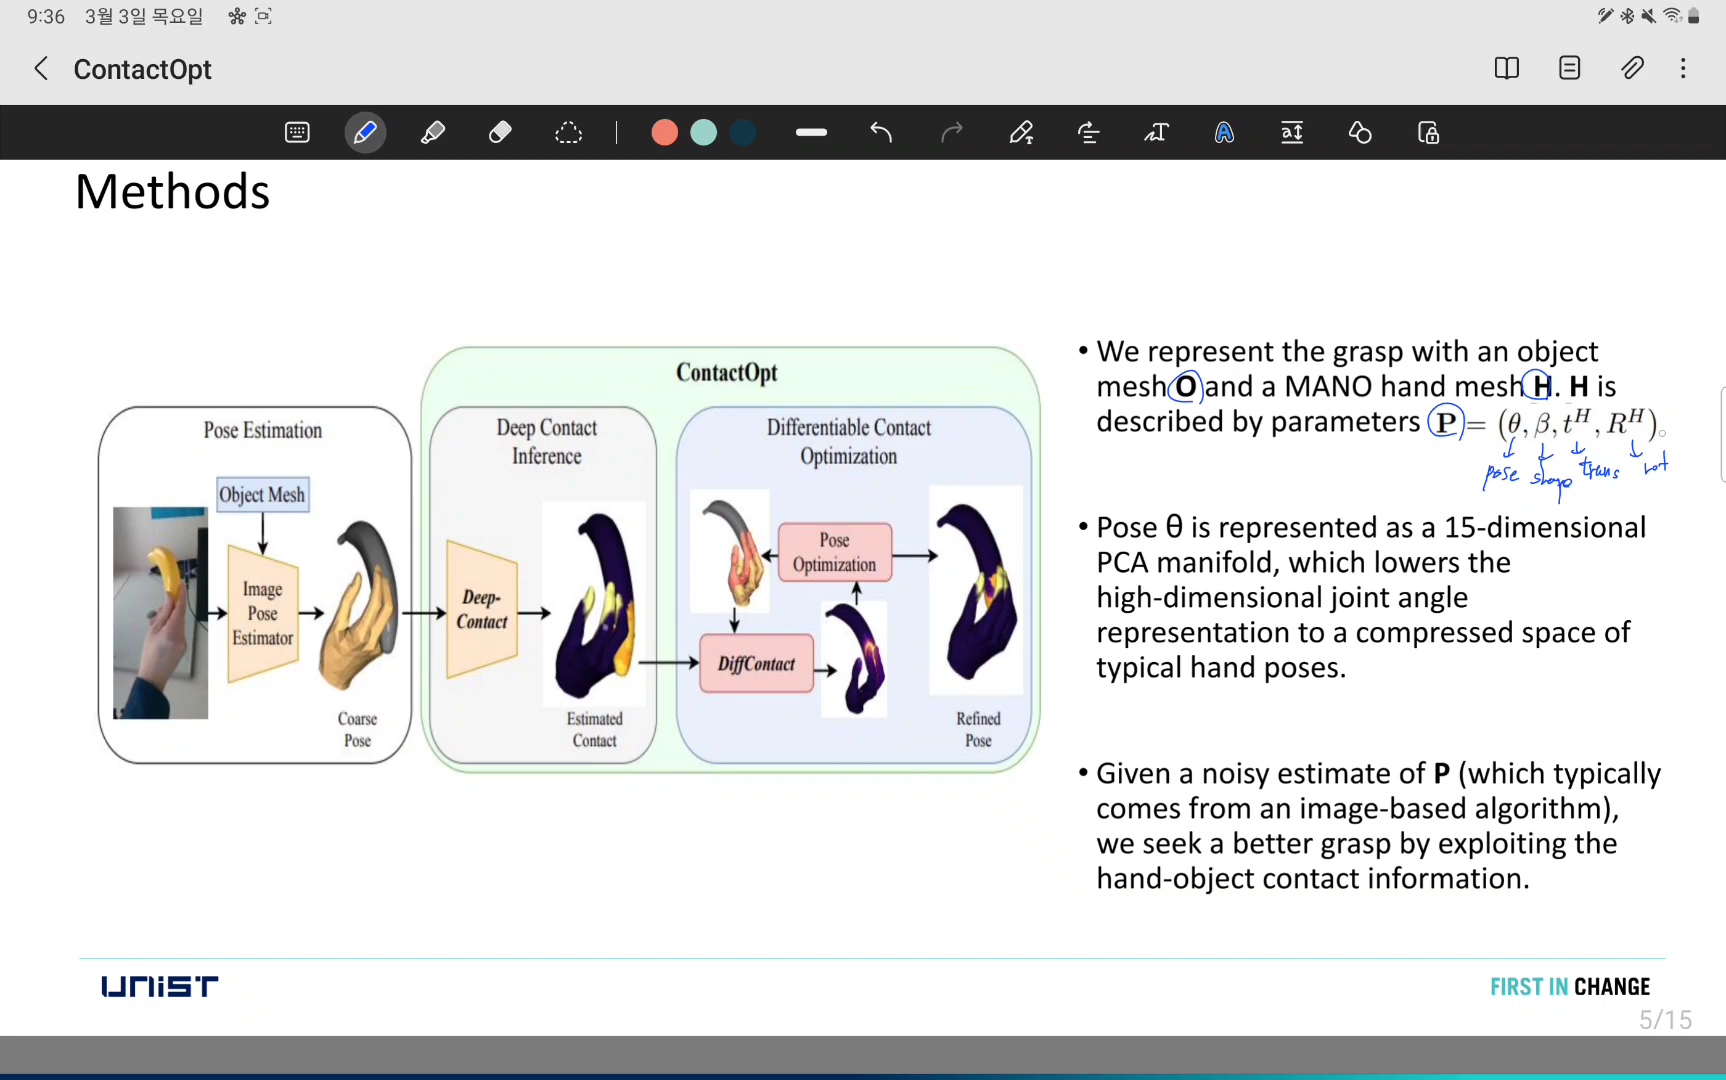 9:36 3월 3일 목요일
ContactOpt
Methods
ContactOpt
Pose Estimation
Object Mesh
Image
Pose
Estimator
Coarse
Pose
Deep Contact
Inference
Deep-
Contact
Estimated
Contact
Differentiable Contact
Optimization
Pose
Optimization
DiffContact
Refined
Pose
• We represent the grasp with an object
mesh O and a MANO hand mesh H. H is
described by parameters P = (θ, β, t^H, R^H).
pose shape trans rot
• Pose θ is represented as a 15-dimensional
PCA manifold, which lowers the
high-dimensional joint angle
representation to a compressed space of
typical hand poses.
• Given a noisy estimate of P (which typically
comes from an image-based algorithm),
we seek a better grasp by exploiting the
hand-object contact information.
UNIST
FIRST IN CHANGE
5/15